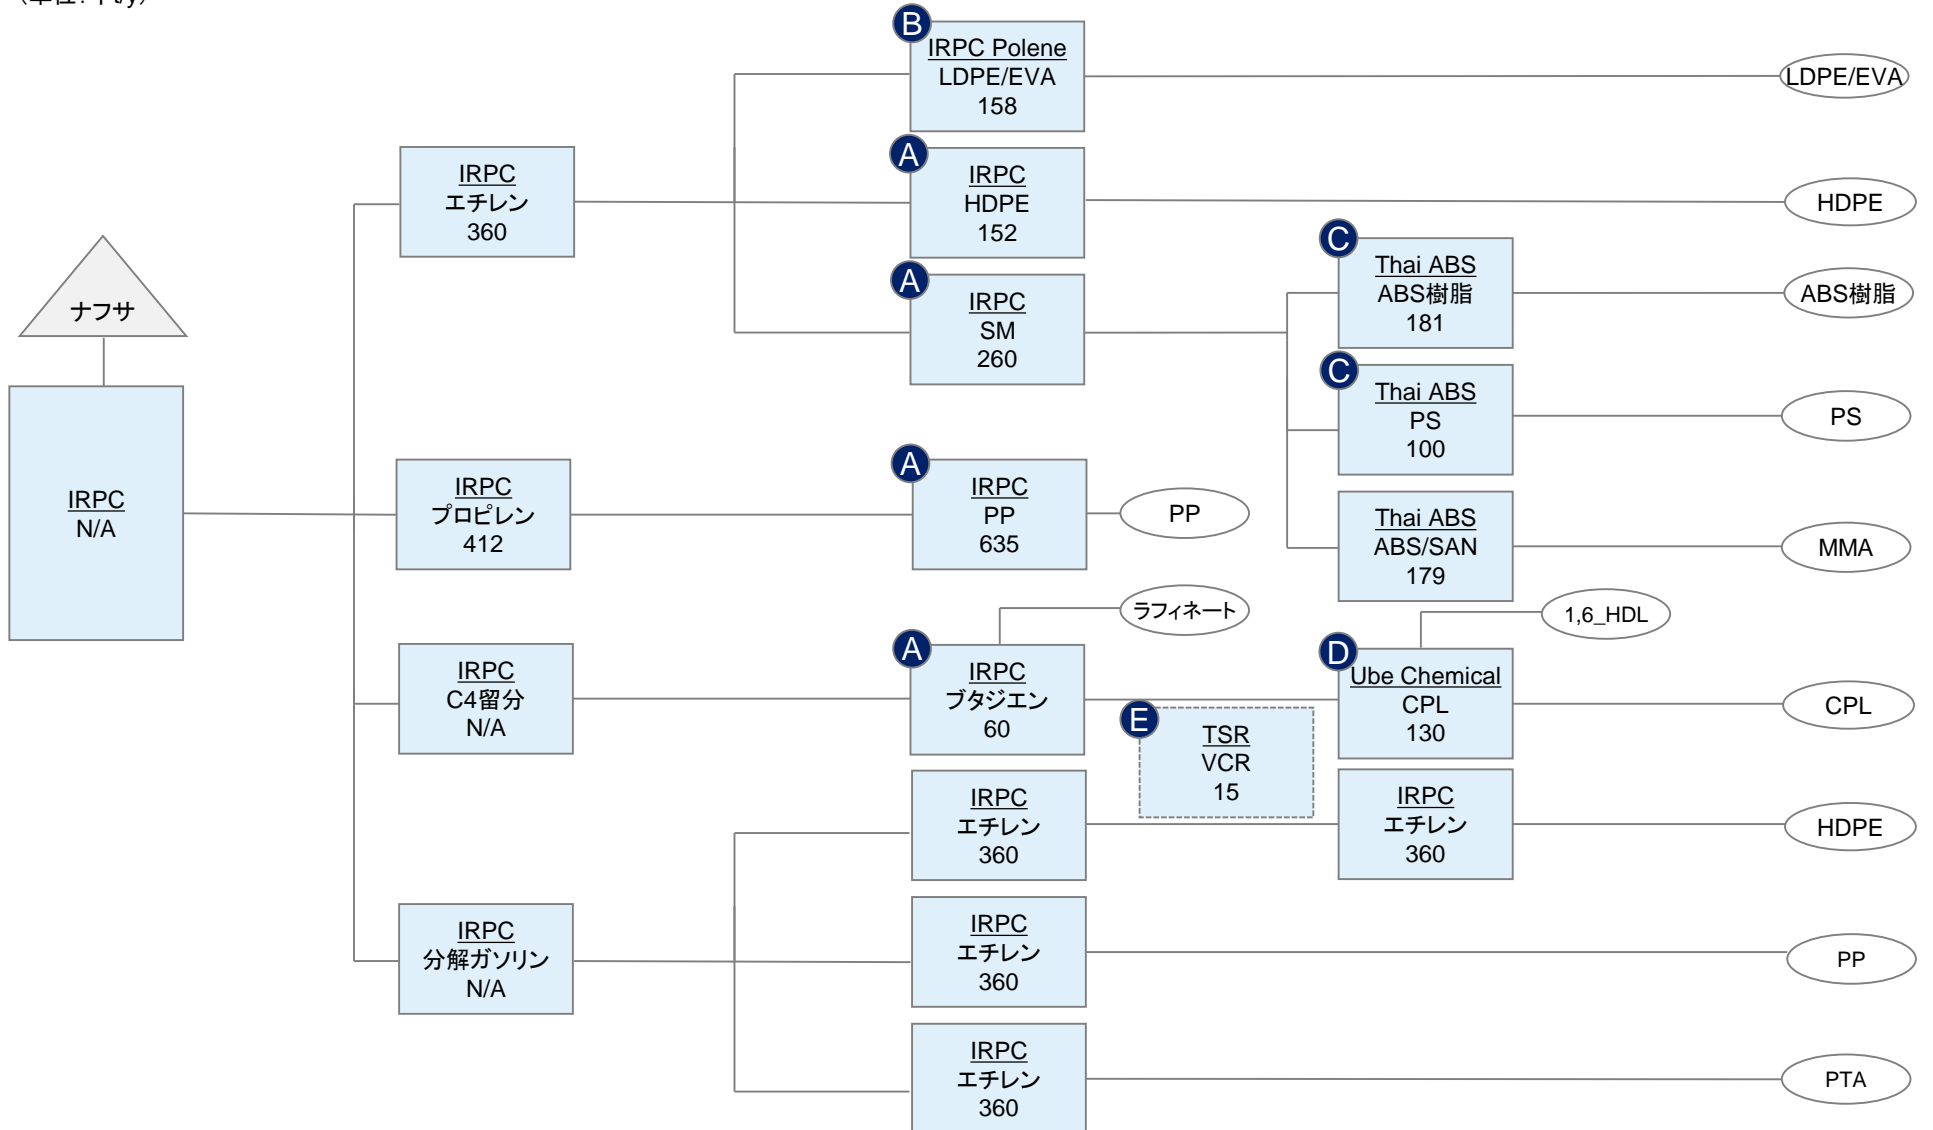 B
IRPC Polene
LDPE/EVA
158
LDPE/EVA
A
IRPC
HDPE
152
HDPE
IRPC
エチレン
360
A
IRPC
SM
260
C
Thai ABS
ABS樹脂
181
ABS樹脂
C
Thai ABS
PS
100
PS
Thai ABS
ABS/SAN
179
MMA
ナフサ
IRPC
N/A
IRPC
プロピレン
412
A
IRPC
PP
635
PP
ラフィネート
1,6_HDL
IRPC
C4留分
N/A
A
IRPC
ブタジエン
60
D
Ube Chemical
CPL
130
CPL
E
TSR
VCR
15
IRPC
エチレン
360
IRPC
エチレン
360
HDPE
IRPC
分解ガソリン
N/A
IRPC
エチレン
360
PP
IRPC
エチレン
360
PTA